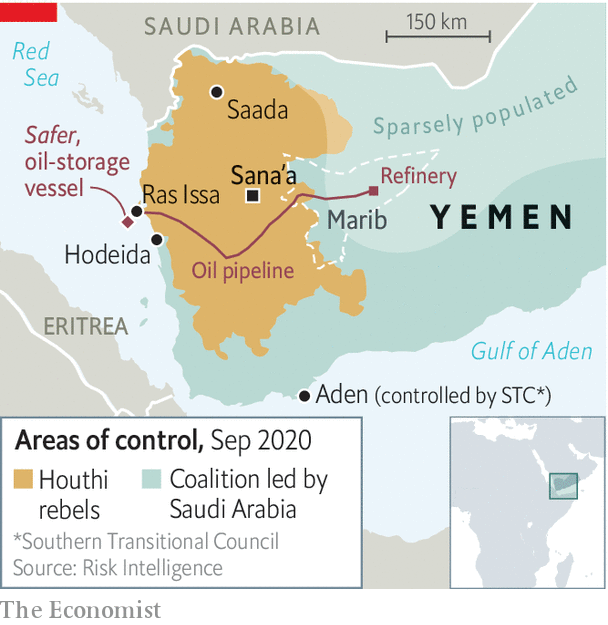 SAUDI ARABIA
150 km
Red
Sea
Saada
Sparsely populated
Safer,
oil-storage
vessel
Sana’a
Refinery
Ras Issa
Marib
YEMEN
Hodeida
Oil pipeline
ERITREA
Gulf of Aden
Aden (controlled by STC*)
Areas of control, Sep 2020
Houthi
rebels
Coalition led by
Saudi Arabia
*Southern Transitional Council
Source: Risk Intelligence
The Economist